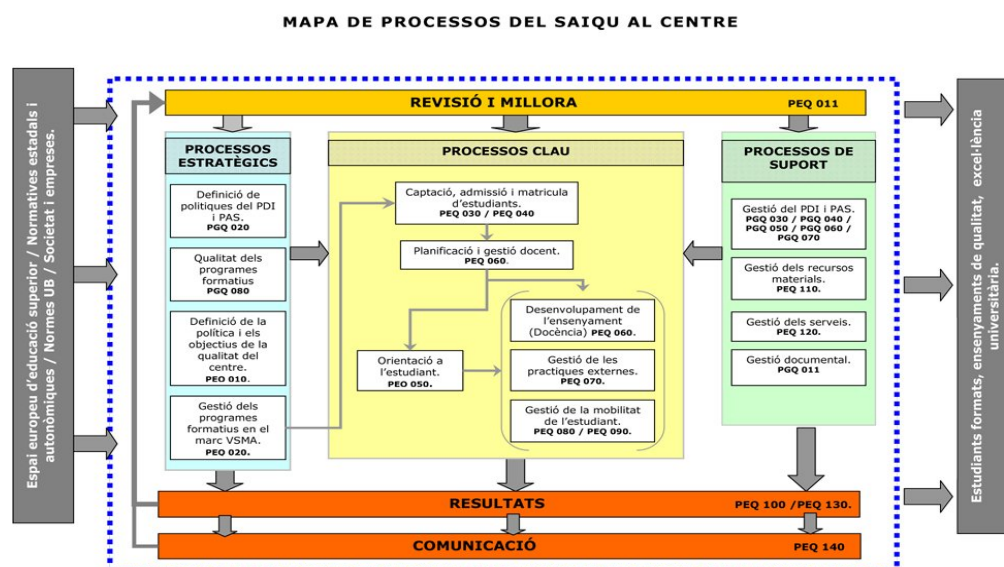 MAPA DE PROCESSOS DEL SAIQU AL CENTRE
Espai europeu d'educació superior / Normatives estadals i
autonòmiques / Normes UB / Societat i empreses.
REVISIÓ I MILLORA
PEQ 011
PROCESSOS
ESTRATÈGICS
Definició de
politiques del PDI
i PAS.
PGQ 020
Qualitat dels
programes
formatius
PGQ 080
Definició de la
política i els
objectius de la
qualitat del
centre.
PEO 010.
Gestió dels
programes
formatius en el
marc VSMA.
PEO 020.
PROCESSOS CLAU
Captació, admissió i matricula
d'estudiants.
PEQ 030 / PEQ 040
Planificació i gestió docent.
PEQ 060.
Desenvolupament de
l'ensenyament
(Docència) PEQ 060.
Orientació a
l'estudiant.
PEO 050.
Gestió de les
practiques externes.
PEQ 070.
Gestió de la mobilitat
de l'estudiant.
PEQ 080 / PEQ 090.
PROCESSOS DE
SUPORT
Gestió del PDI i PAS.
PGQ 030 / PGQ 040 /
PGQ 050 / PGQ 060 /
PGQ 070
Gestió dels recursos
materials.
PEQ 110.
Gestió dels serveis.
PEQ 120.
Gestió documental.
PGQ 011
RESULTATS
PEQ 100 /PEQ 130.
COMUNICACIÓ
PEQ 140
Estudiants formats, ensenyaments de qualitat, excel·lència
universitària.